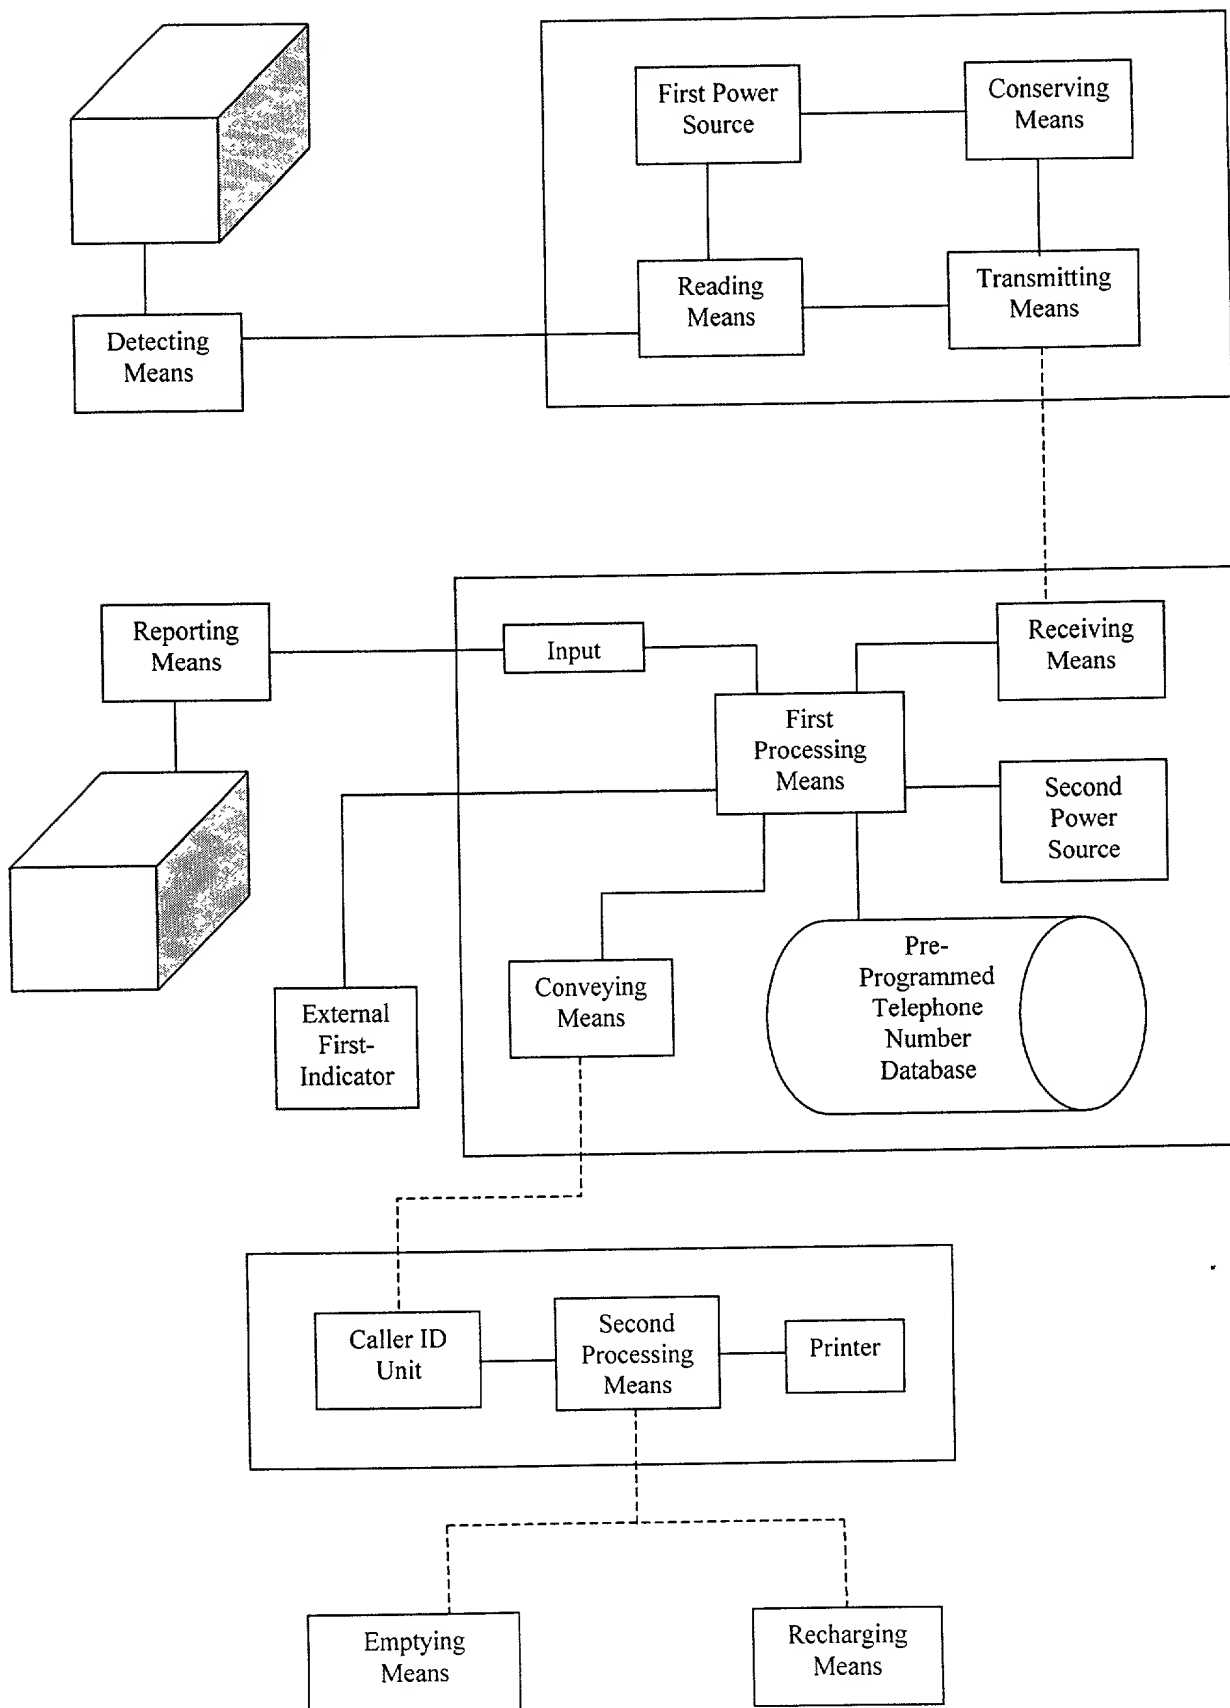 First Power
Source
Conserving
Means
Reading
Means
Transmitting
Means
Detecting
Means
Reporting
Means
Input
Receiving
Means
First
Processing
Means
Second
Power
Source
External
First-
Indicator
Conveying
Means
Pre-
Programmed
Telephone
Number
Database
Caller ID
Unit
Second
Processing
Means
Printer
Emptying
Means
Recharging
Means